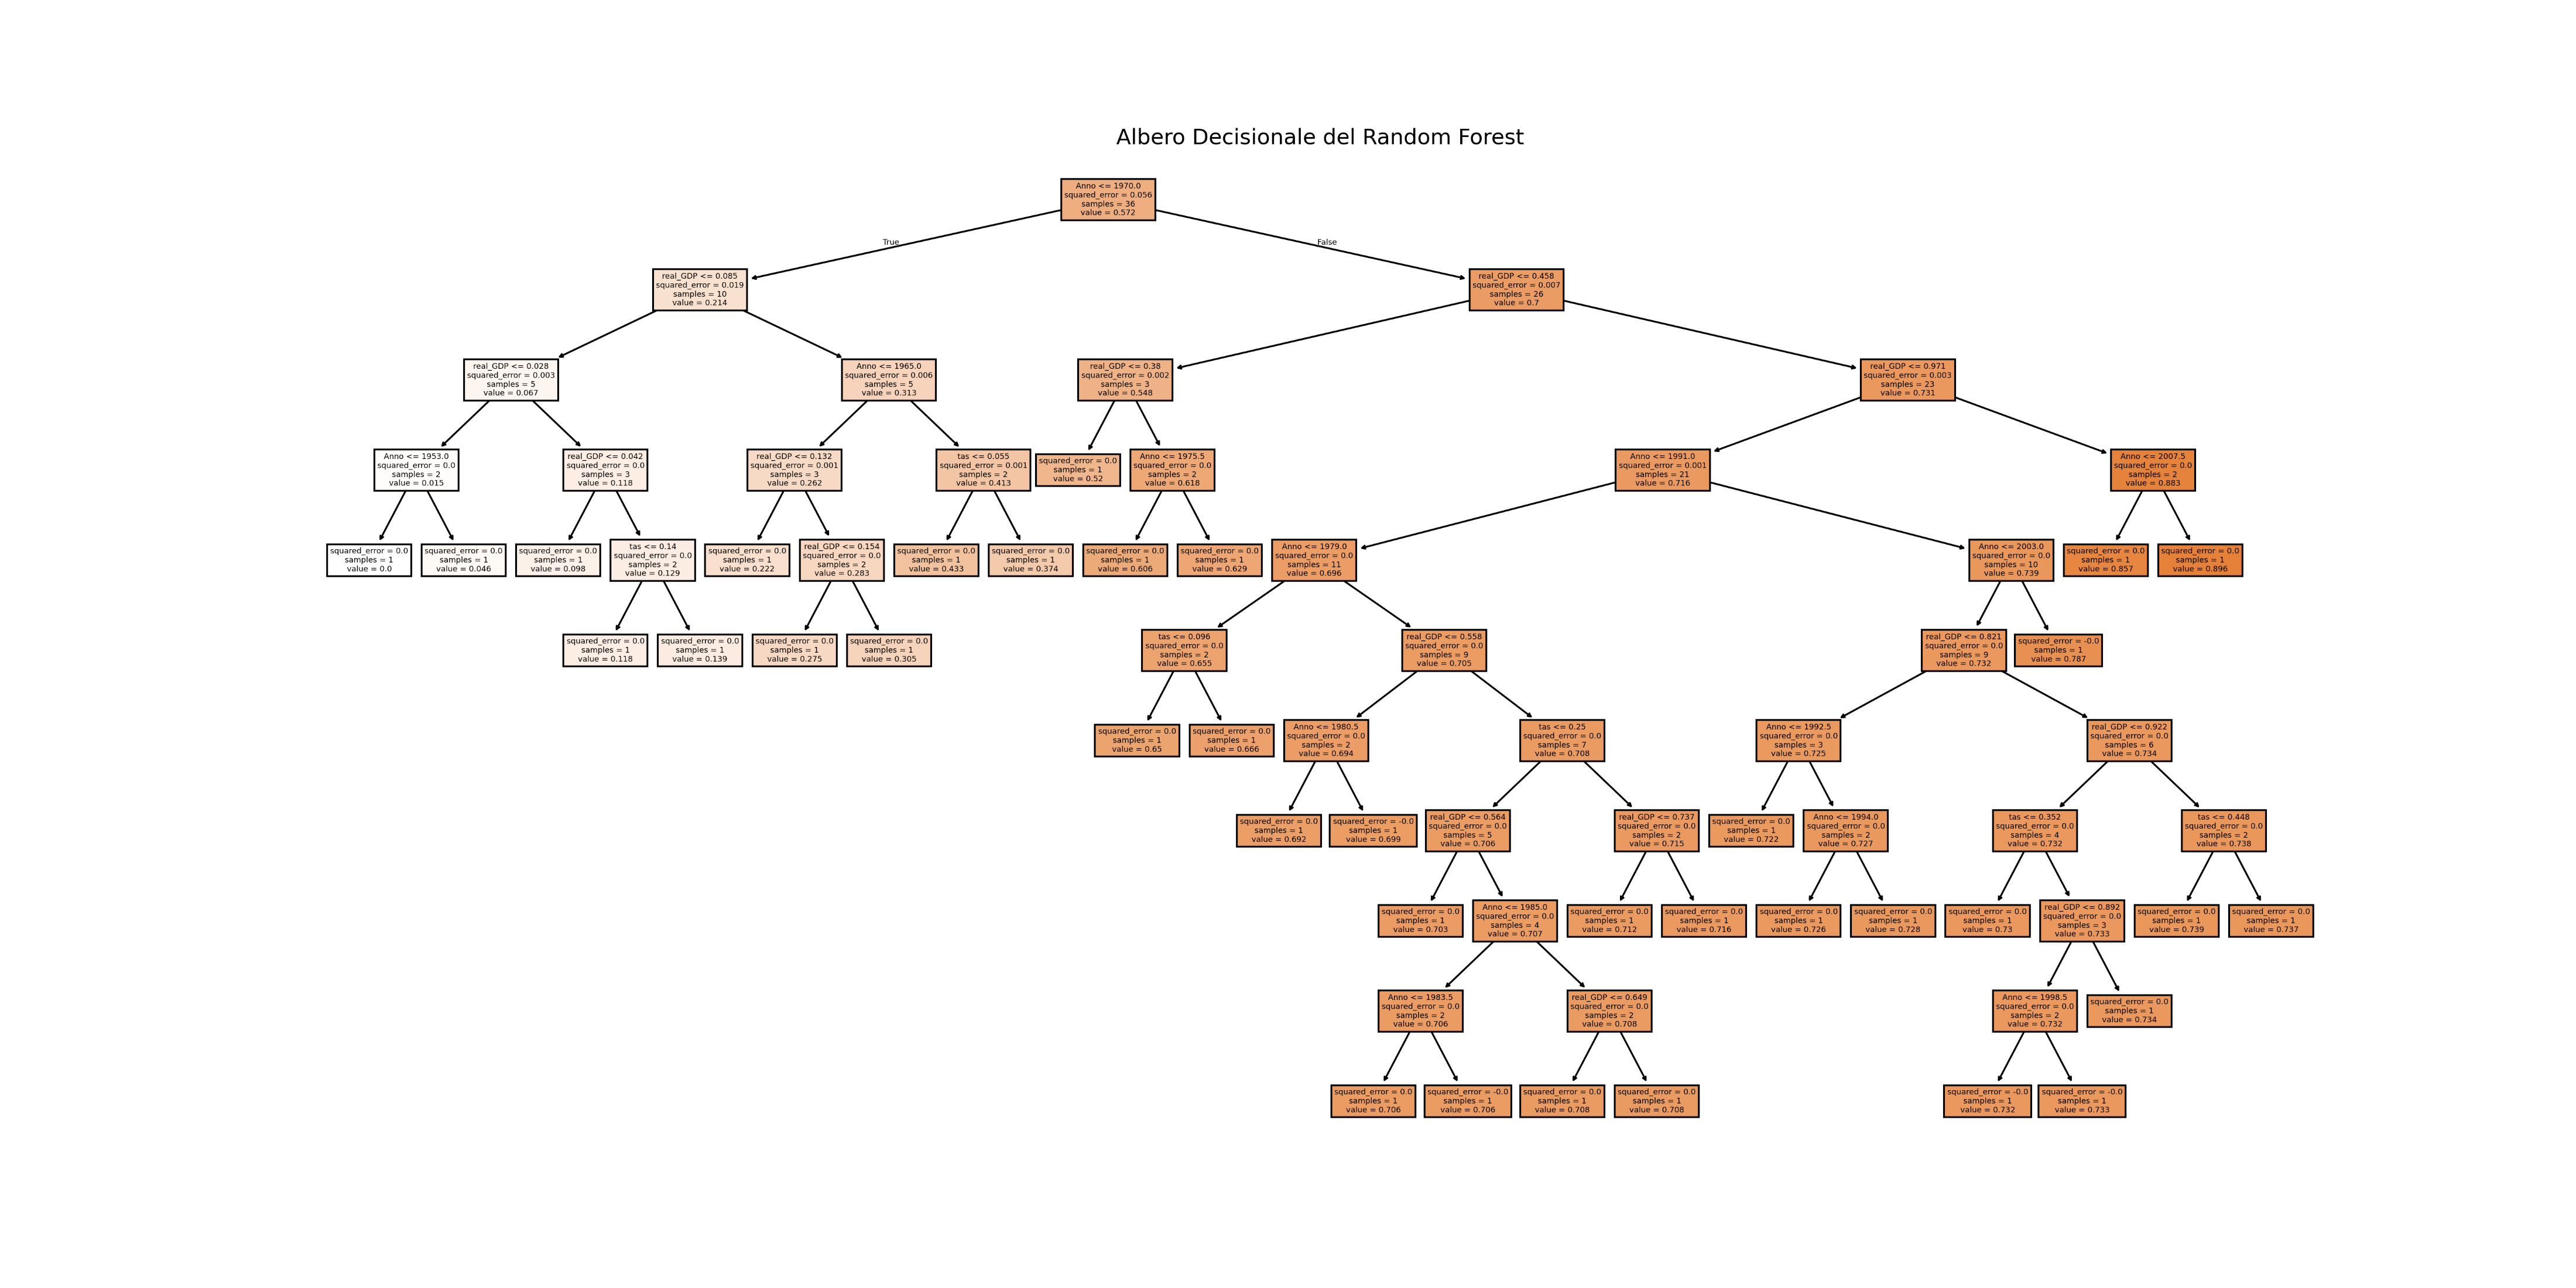 Albero Decisionale del Random Forest
Anno <= 1970.0
squared_error = 0.056
samples = 36
value = 0.572
True
False
real_GDP <= 0.085
squared_error = 0.019
samples = 10
value = 0.214
real_GDP <= 0.458
squared_error = 0.007
samples = 26
value = 0.7
real_GDP <= 0.028
squared_error = 0.003
samples = 5
value = 0.067
Anno <= 1965.0
squared_error = 0.006
samples = 5
value = 0.313
real_GDP <= 0.38
squared_error = 0.002
samples = 3
value = 0.548
real_GDP <= 0.971
squared_error = 0.003
samples = 23
value = 0.731
Anno <= 1953.0
squared_error = 0.0
samples = 2
value = 0.015
real_GDP <= 0.042
squared_error = 0.0
samples = 3
value = 0.118
real_GDP <= 0.132
squared_error = 0.001
samples = 3
value = 0.262
tas <= 0.055
squared_error = 0.001
samples = 2
value = 0.413
squared_error = 0.0
samples = 1
value = 0.52
Anno <= 1975.5
squared_error = 0.0
samples = 2
value = 0.618
Anno <= 1991.0
squared_error = 0.001
samples = 21
value = 0.716
Anno <= 2007.5
squared_error = 0.0
samples = 2
value = 0.883
squared_error = 0.0
samples = 1
value = 0.0
squared_error = 0.0
samples = 1
value = 0.046
squared_error = 0.0
samples = 1
value = 0.098
tas <= 0.14
squared_error = 0.0
samples = 2
value = 0.129
squared_error = 0.0
samples = 1
value = 0.222
real_GDP <= 0.154
squared_error = 0.0
samples = 2
value = 0.283
squared_error = 0.0
samples = 1
value = 0.433
squared_error = 0.0
samples = 1
value = 0.374
squared_error = 0.0
samples = 1
value = 0.606
squared_error = 0.0
samples = 1
value = 0.629
Anno <= 1979.0
squared_error = 0.0
samples = 11
value = 0.696
Anno <= 2003.0
squared_error = 0.0
samples = 10
value = 0.739
squared_error = 0.0
samples = 1
value = 0.857
squared_error = 0.0
samples = 1
value = 0.896
squared_error = 0.0
samples = 1
value = 0.118
squared_error = 0.0
samples = 1
value = 0.139
squared_error = 0.0
samples = 1
value = 0.275
squared_error = 0.0
samples = 1
value = 0.305
tas <= 0.096
squared_error = 0.0
samples = 2
value = 0.655
real_GDP <= 0.558
squared_error = 0.0
samples = 9
value = 0.705
real_GDP <= 0.821
squared_error = 0.0
samples = 9
value = 0.732
squared_error = -0.0
samples = 1
value = 0.787
squared_error = 0.0
samples = 1
value = 0.65
squared_error = 0.0
samples = 1
value = 0.666
Anno <= 1980.5
squared_error = 0.0
samples = 2
value = 0.694
tas <= 0.25
squared_error = 0.0
samples = 7
value = 0.708
Anno <= 1992.5
squared_error = 0.0
samples = 3
value = 0.725
real_GDP <= 0.922
squared_error = 0.0
samples = 6
value = 0.734
squared_error = 0.0
samples = 1
value = 0.692
squared_error = -0.0
samples = 1
value = 0.699
real_GDP <= 0.564
squared_error = 0.0
samples = 5
value = 0.706
real_GDP <= 0.737
squared_error = 0.0
samples = 2
value = 0.715
squared_error = 0.0
samples = 1
value = 0.722
Anno <= 1994.0
squared_error = 0.0
samples = 2
value = 0.727
tas <= 0.352
squared_error = 0.0
samples = 4
value = 0.732
tas <= 0.448
squared_error = 0.0
samples = 2
value = 0.738
squared_error = 0.0
samples = 1
value = 0.703
Anno <= 1985.0
squared_error = 0.0
samples = 4
value = 0.707
squared_error = 0.0
samples = 1
value = 0.712
squared_error = 0.0
samples = 1
value = 0.716
squared_error = 0.0
samples = 1
value = 0.726
squared_error = 0.0
samples = 1
value = 0.728
squared_error = 0.0
samples = 1
value = 0.73
real_GDP <= 0.892
squared_error = 0.0
samples = 3
value = 0.733
squared_error = 0.0
samples = 1
value = 0.739
squared_error = 0.0
samples = 1
value = 0.737
Anno <= 1983.5
squared_error = 0.0
samples = 2
value = 0.706
real_GDP <= 0.649
squared_error = 0.0
samples = 2
value = 0.708
Anno <= 1998.5
squared_error = 0.0
samples = 2
value = 0.732
squared_error = 0.0
samples = 1
value = 0.734
squared_error = 0.0
samples = 1
value = 0.706
squared_error = -0.0
samples = 1
value = 0.706
squared_error = 0.0
samples = 1
value = 0.708
squared_error = 0.0
samples = 1
value = 0.708
squared_error = -0.0
samples = 1
value = 0.732
squared_error = -0.0
samples = 1
value = 0.733